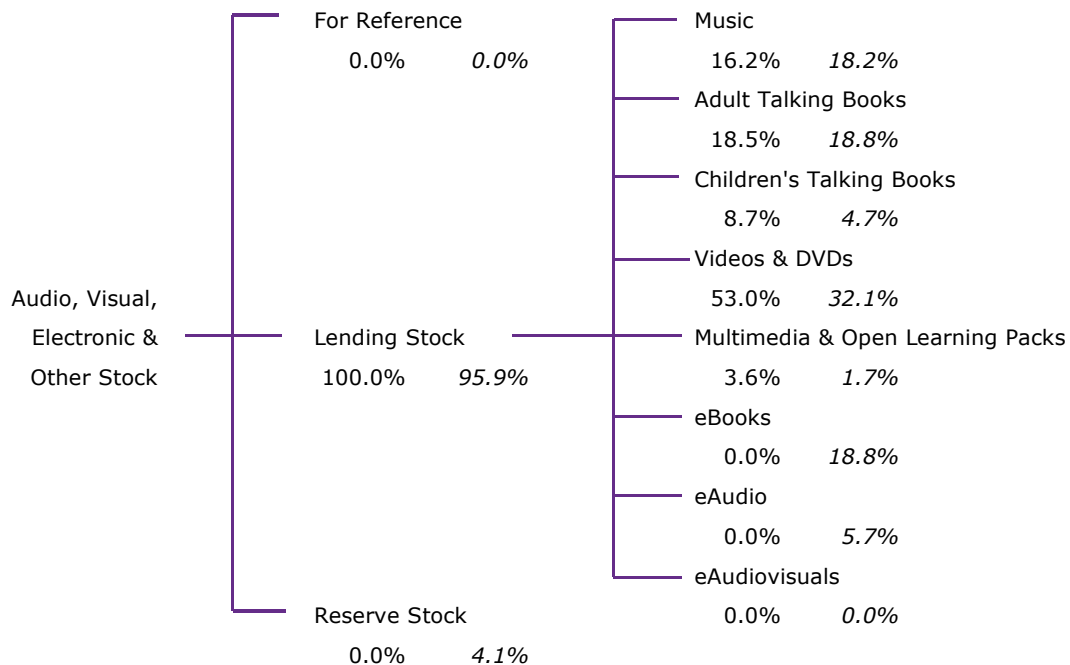 For Reference
0.0% 0.0%
Audio, Visual,
Electronic &
Other Stock
Lending Stock
100.0% 95.9%
Reserve Stock
0.0% 4.1%
Music
16.2% 18.2%
Adult Talking Books
18.5% 18.8%
Children's Talking Books
8.7% 4.7%
Videos & DVDs
53.0% 32.1%
Multimedia & Open Learning Packs
3.6% 1.7%
eBooks
0.0% 18.8%
eAudio
0.0% 5.7%
eAudiovisuals
0.0% 0.0%